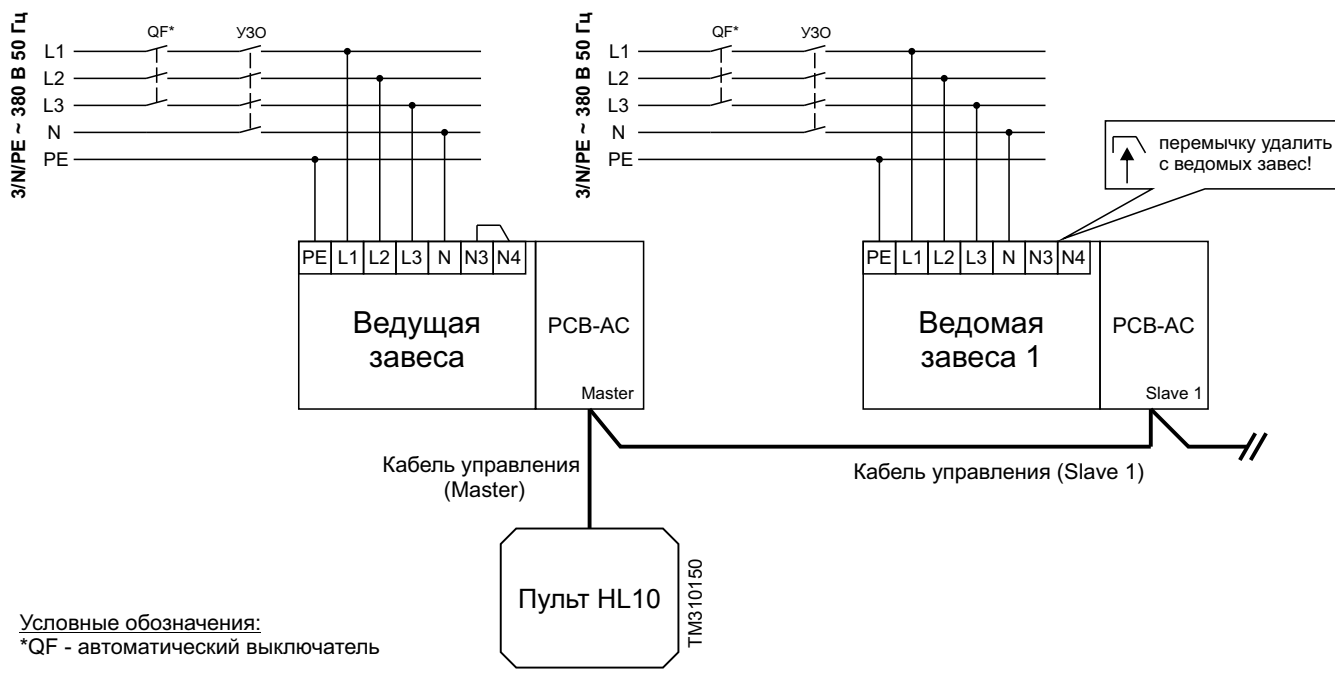 3/N/PE ~ 380 В 50 Гц
QF*
УЗО
L1
L2
L3
N
PE
3/N/PE ~ 380 В 50 Гц
QF*
УЗО
L1
L2
L3
N
PE
перемычку удалить
с ведомых завес!
PE L1 L2 L3 N N3 N4
Ведущая
завеса
PCB-AC
Master
PE L1 L2 L3 N N3 N4
Ведомая
завеса 1
PCB-AC
Slave 1
Кабель управления
(Master)
Кабель управления (Slave 1)
Пульт HL10
TM310150
Условные обозначения:
*QF - автоматический выключатель